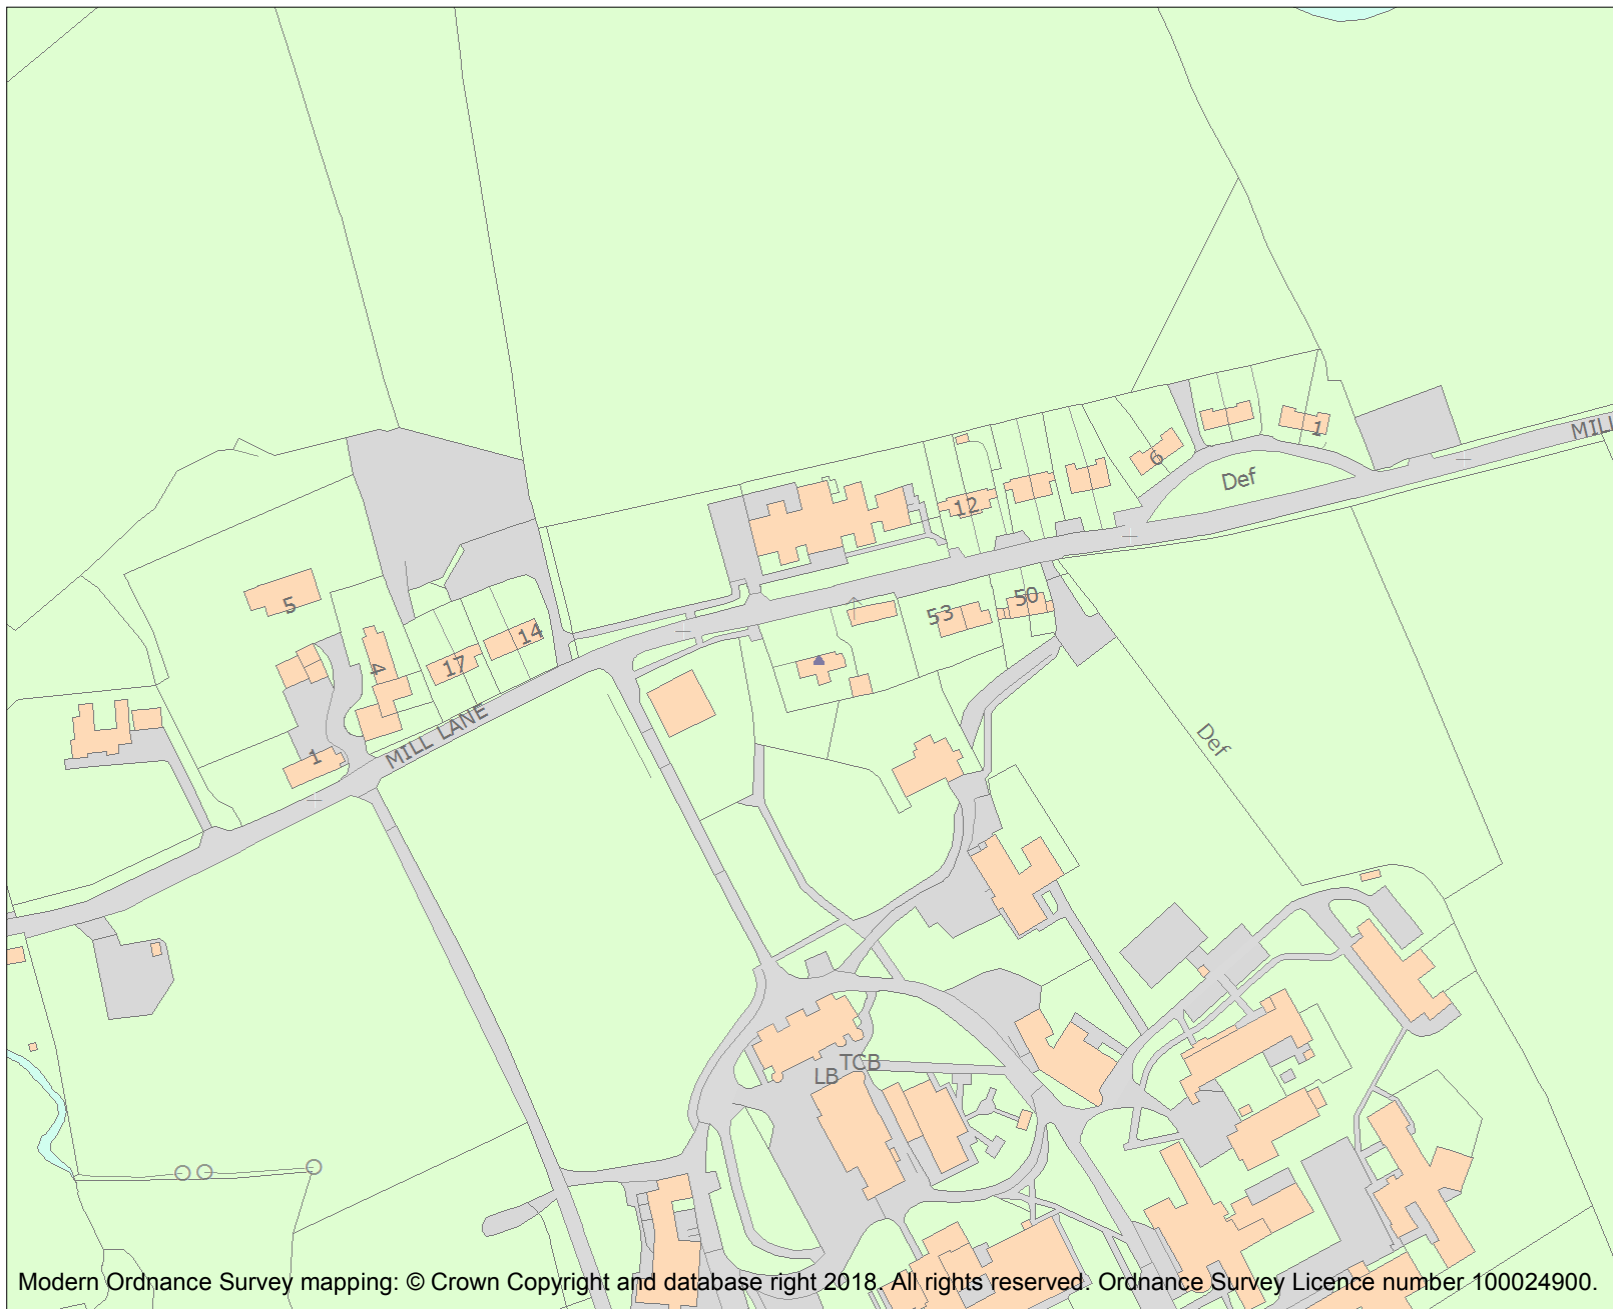 MILL
1
6
Def
12
5
50
53
14
17
4
MILL LANE
1
Def
TCB
LB
Modern Ordnance Survey mapping: © Crown Copyright and database right 2018. All rights reserved. Ordnance Survey Licence number 100024900.